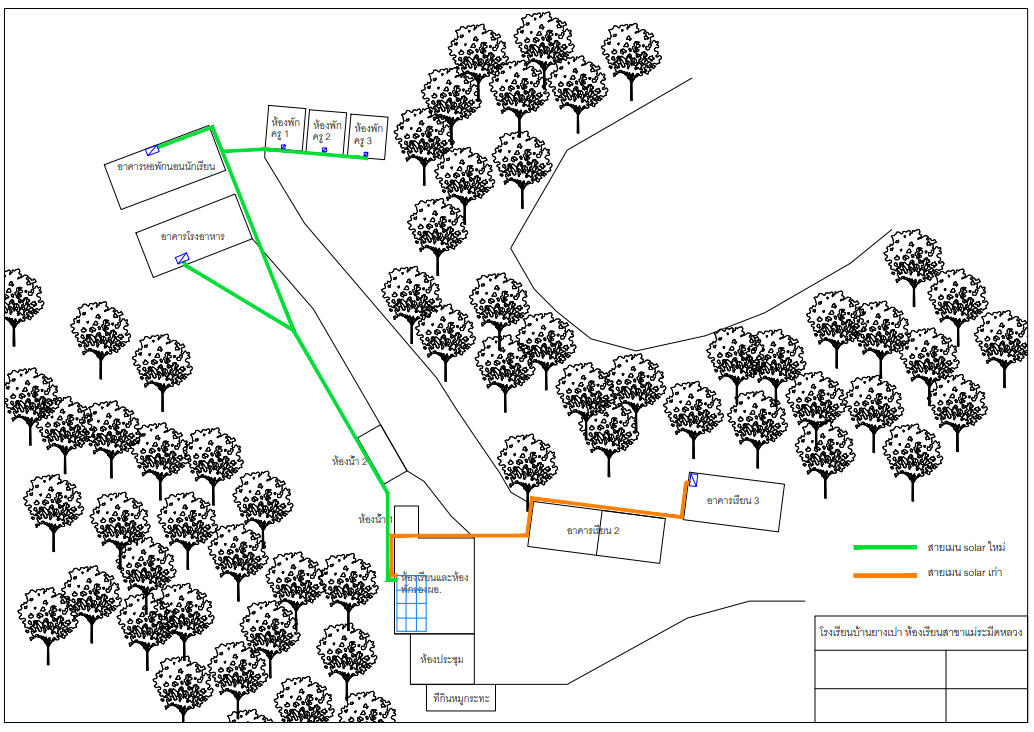 ห้องพัก
ครู 1
ห้องพัก
ครู 2
ห้องพัก
ครู 3
อาคารหอพักนอนนักเรียน
อาคารโรงอาหาร
ห้องน้ำ 2
ห้องน้ำ 1
อาคารเรียน 3
อาคารเรียน 2
สายเมน solar ใหม่
สายเมน solar เก่า
ห้องเรียนและห้อง
พักรองผอ.
โรงเรียนบ้านยางเปา ห้องเรียนสาขาแม่ระมีดหลวง
ห้องประชุม
ที่กินหมูกระทะ